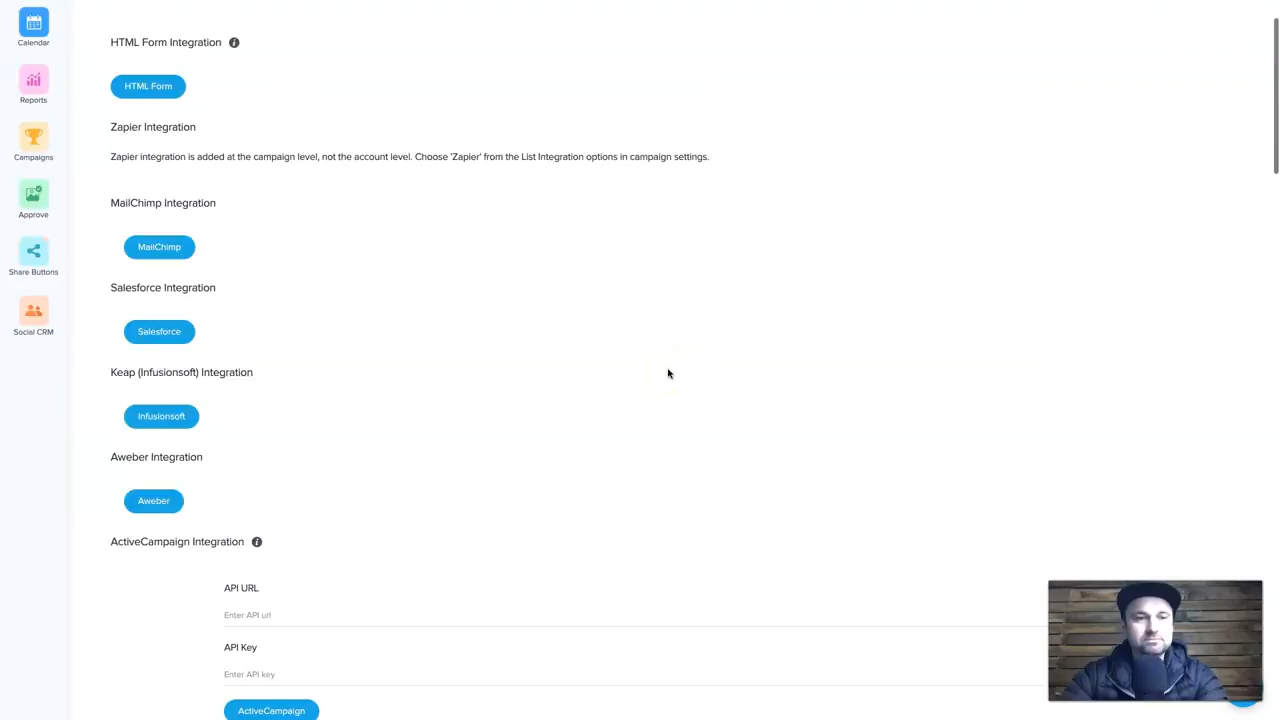 Calendar
Reports
Campaigns
Approve
Share Buttons
Social CRM
HTML Form Integration
HTML Form
Zapier Integration
Zapier integration is added at the campaign level, not the account level. Choose 'Zapier' from the List Integration options in campaign settings.
MailChimp Integration
MailChimp
Salesforce Integration
Salesforce
Keap (Infusionsoft) Integration
Infusionsoft
Aweber Integration
Aweber
ActiveCampaign Integration
API URL
Enter API url
API Key
Enter API key
ActiveCampaign